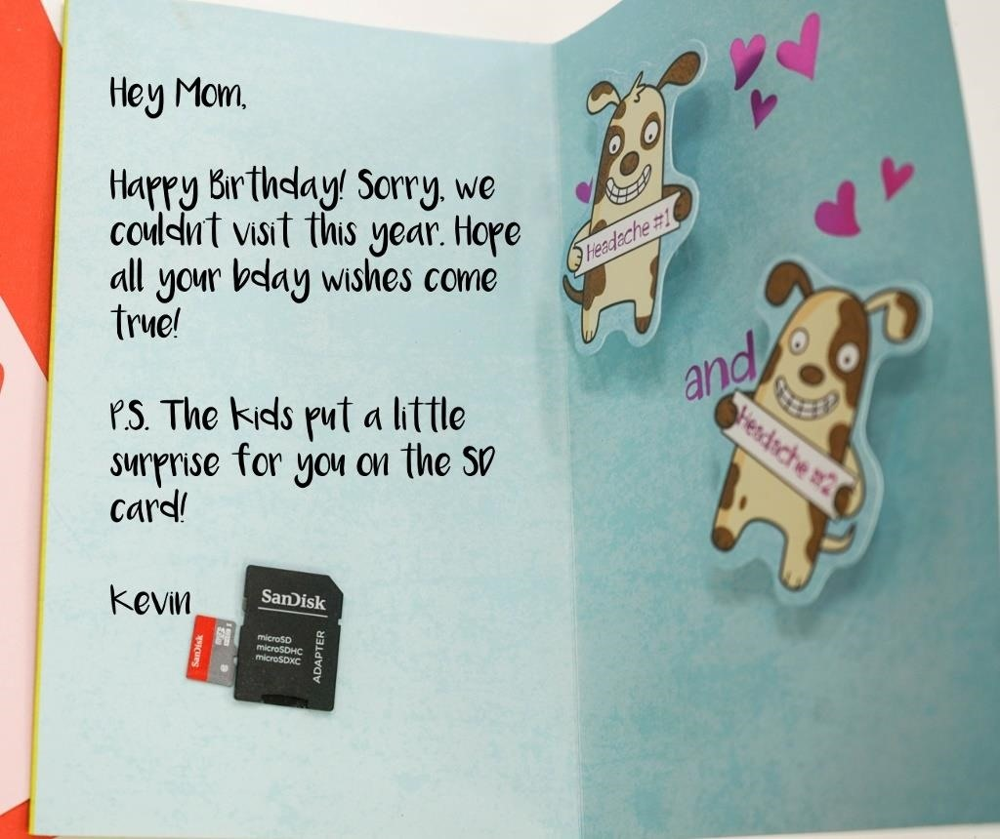 Hey Mom,
Happy Birthday! Sorry, we
couldn't visit this year. Hope
all your bday wishes come
true!
P.S. The kids put a little
surprise for you on the SD
card!
Kevin
SanDisk
microSD
microSDHC
microSDXC
ADAPTER
SanDisk
Headache #1
and
Headache #2